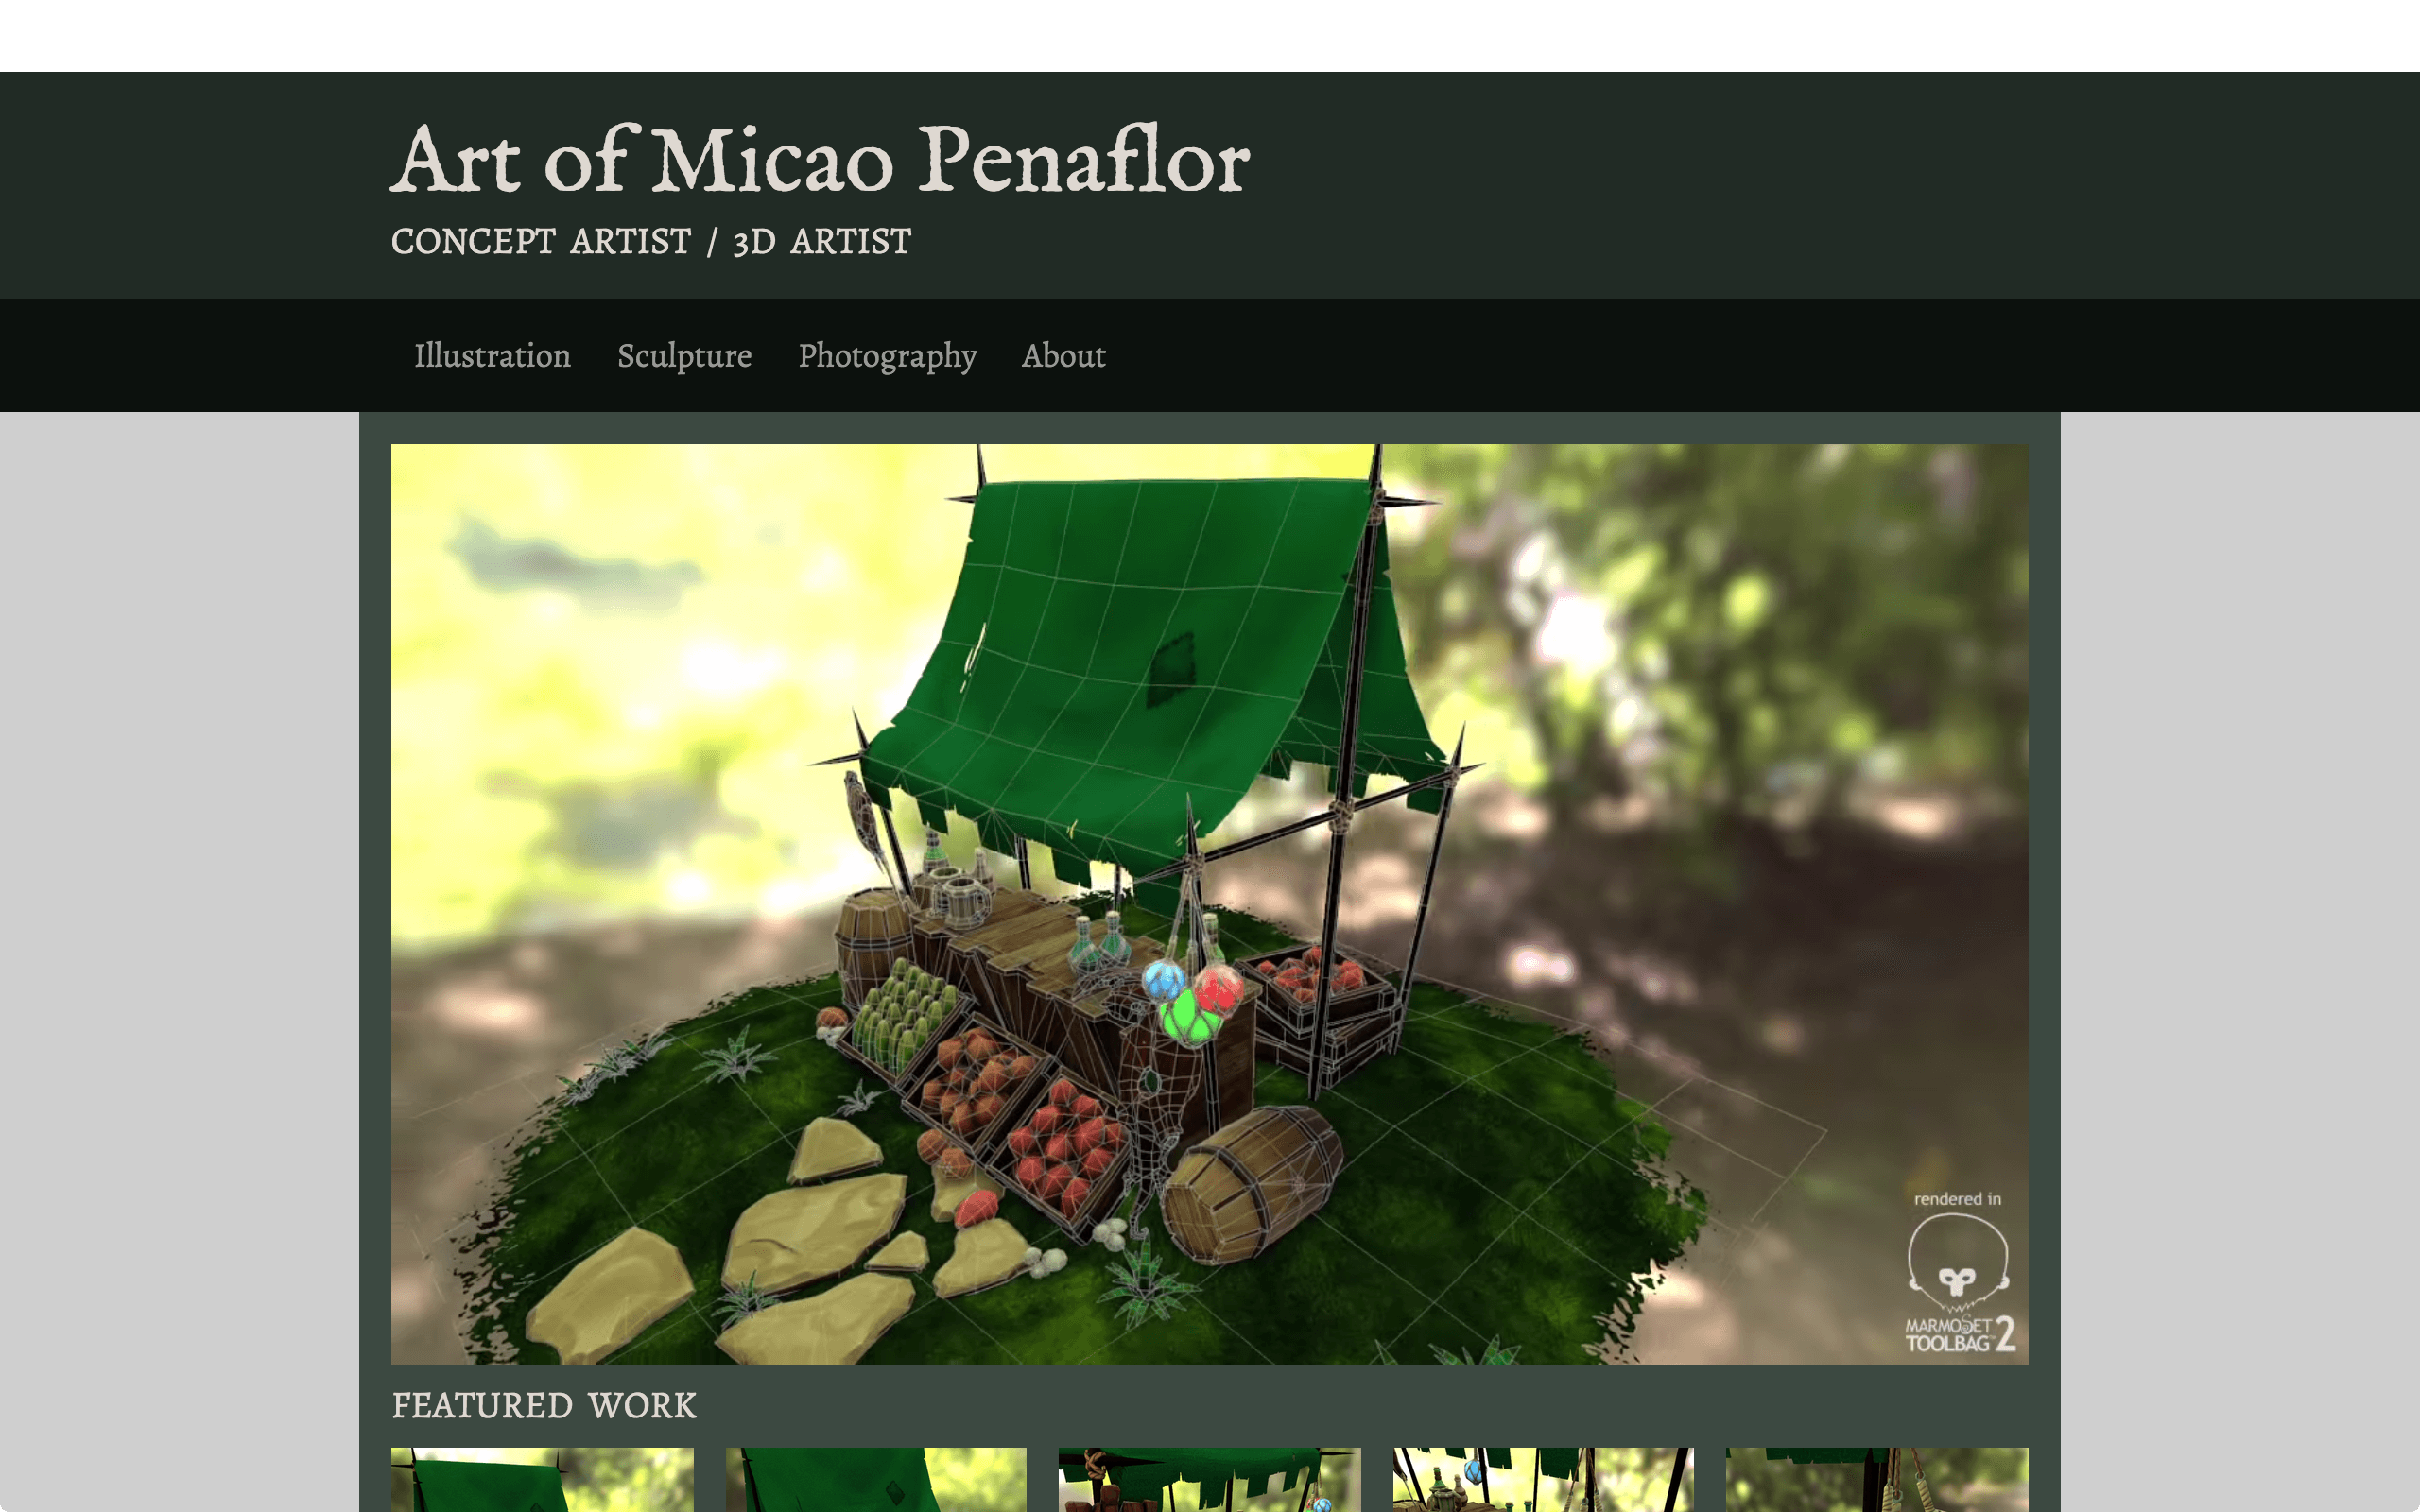 Art of Micao Penaflor
CONCEPT ARTIST / 3D ARTIST
Illustration Sculpture Photography About
rendered in
MARMOSET
TOOLBAG 2
FEATURED WORK